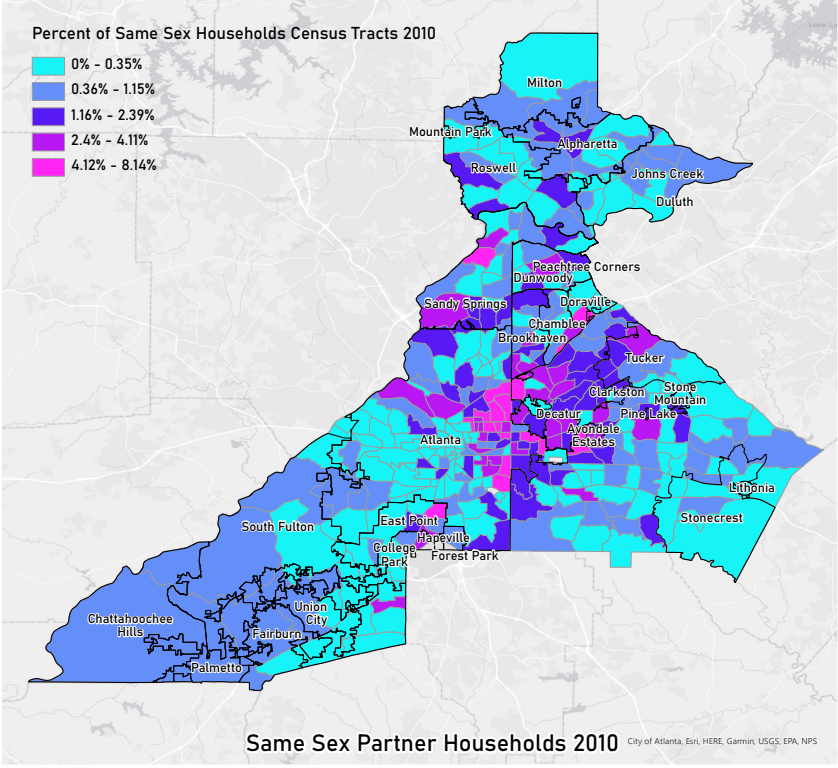 Percent of Same Sex Households Census Tracts 2010
0% - 0.35%
0.36% - 1.15%
1.16% - 2.39%
2.4% - 4.11%
4.12% - 8.14%
Milton
Mountain Park
Alpharetta
Roswell
Johns Creek
Duluth
Peachtree Corners
Dunwoody
Sandy Springs
Doraville
Chamblee
Brookhaven
Tucker
Clarkston
Stone
Mountain
Decatur
Pine Lake
Avondale
Estates
Atlanta
Lithonia
Stonecrest
East Point
South Fulton
Hapeville
College
Park
Forest Park
Union
City
Chattahoochee
Hills
Fairburn
Palmetto
Same Sex Partner Households 2010
City of Atlanta, Esri, HERE, Garmin, USGS, EPA, NPS